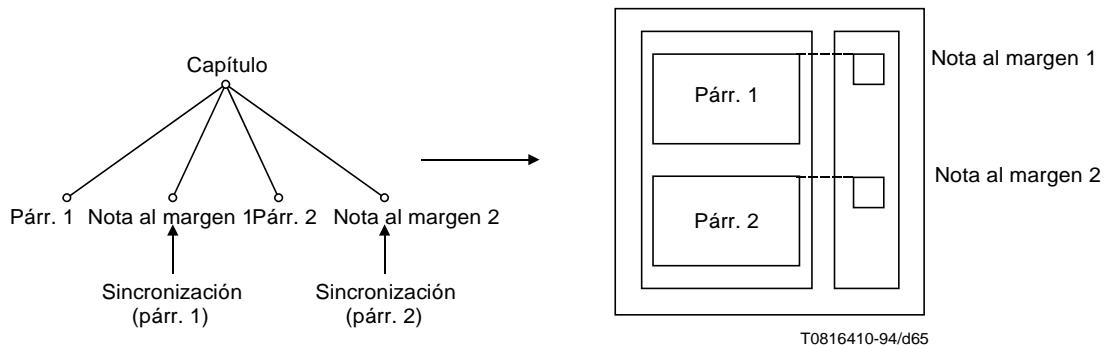 Capítulo
Párr. 1
Nota al margen 1
Párr. 2
Nota al margen 2
Sincronización
(párr. 1)
Sincronización
(párr. 2)
Párr. 1
Nota al margen 1
Párr. 2
Nota al margen 2
T0816410-94/d65